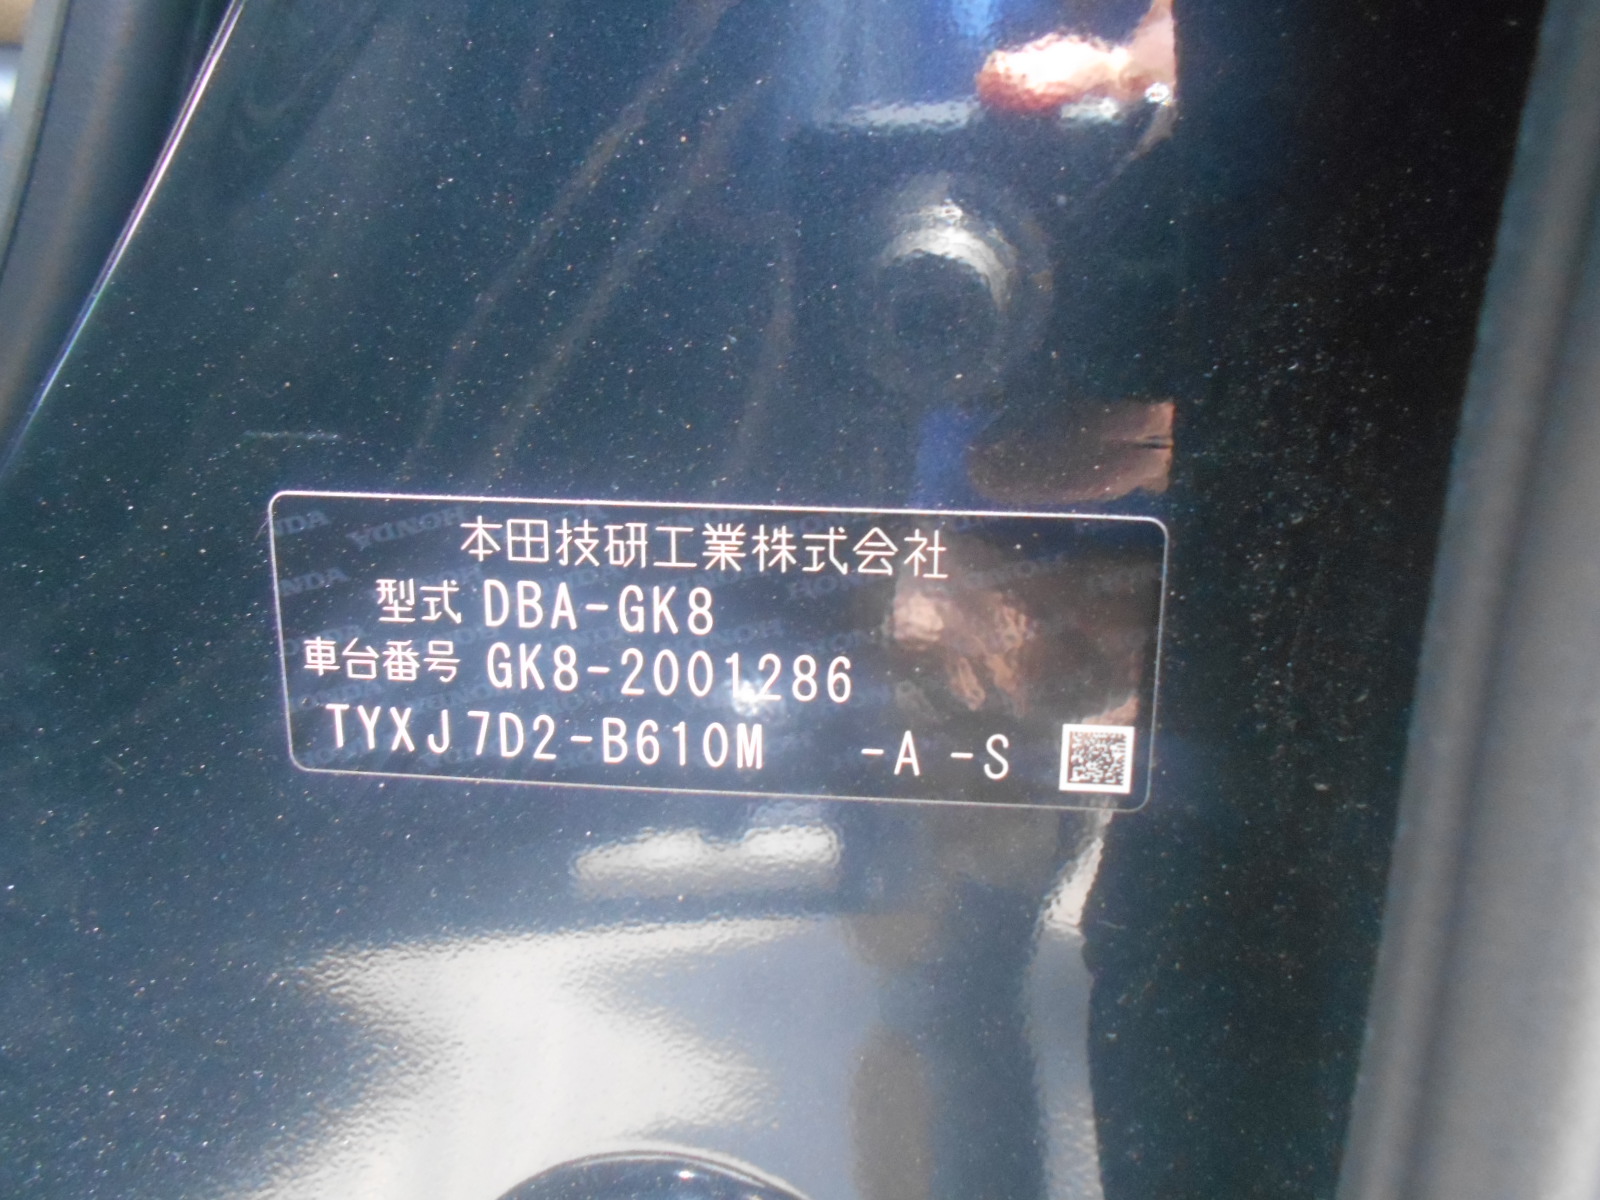 本田技研工業株式会社
型式 DBA-GK8
車台番号 GK8-2001286
TYXJ7D2-B610M -A -S